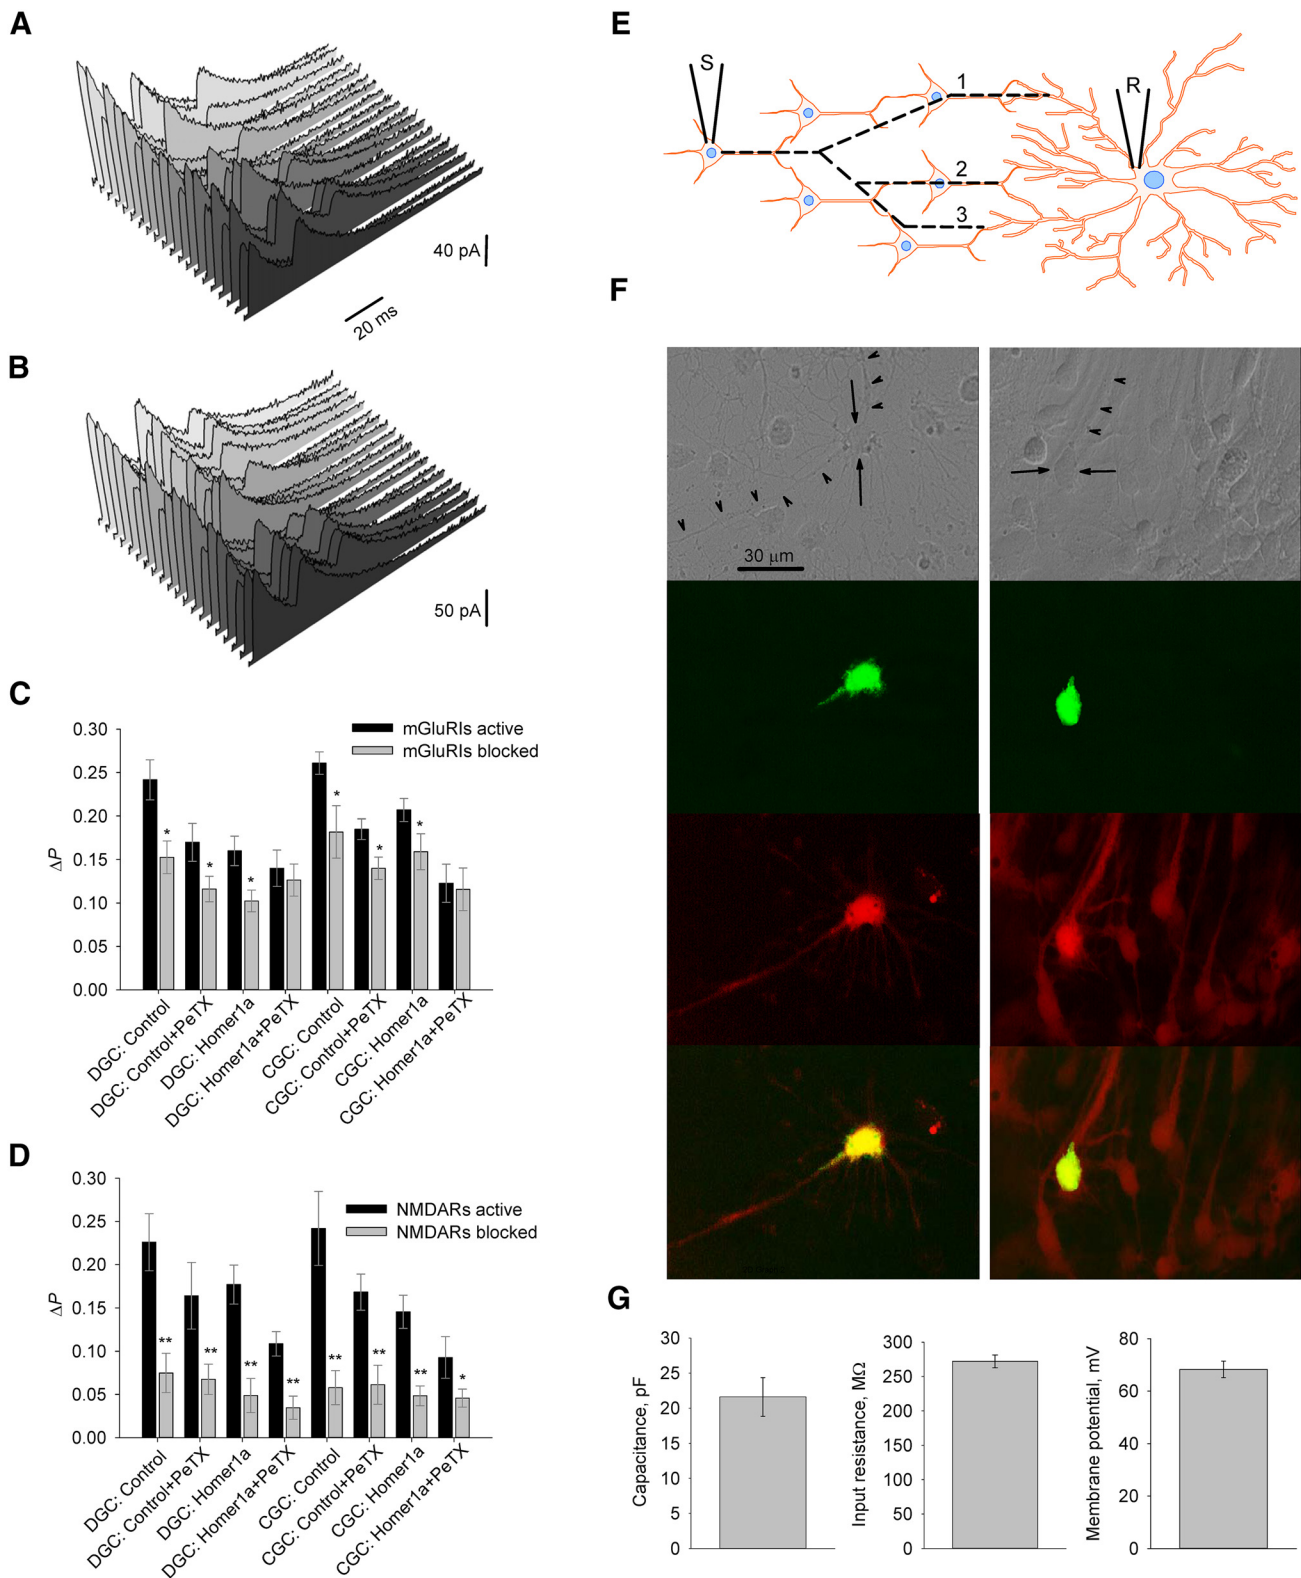 A
40 pA
20 ms
B
50 pA
C
mGluRIs active
mGluRIs blocked
0.30
0.25
0.20
0.15
0.10
0.05
0.00
ΔP
*
*
*
*
*
*
DGC: Control
DGC: Control+PeTX
DGC: Homer1a
DGC: Homer1a+PeTX
CGC: Control
CGC: Control+PeTX
CGC: Homer1a
CGC: Homer1a+PeTX
D
NMDARs active
NMDARs blocked
0.30
0.25
0.20
0.15
0.10
0.05
0.00
ΔP
**
**
**
**
**
**
**
*
DGC: Control
DGC: Control+PeTX
DGC: Homer1a
DGC: Homer1a+PeTX
CGC: Control
CGC: Control+PeTX
CGC: Homer1a
CGC: Homer1a+PeTX
E
S
1
R
2
3
F
30 μm
G
30
25
20
15
10
5
0
Capacitance, pF
300
250
200
150
100
50
0
Input resistance, MΩ
80
60
40
20
0
Membrane potential, mV